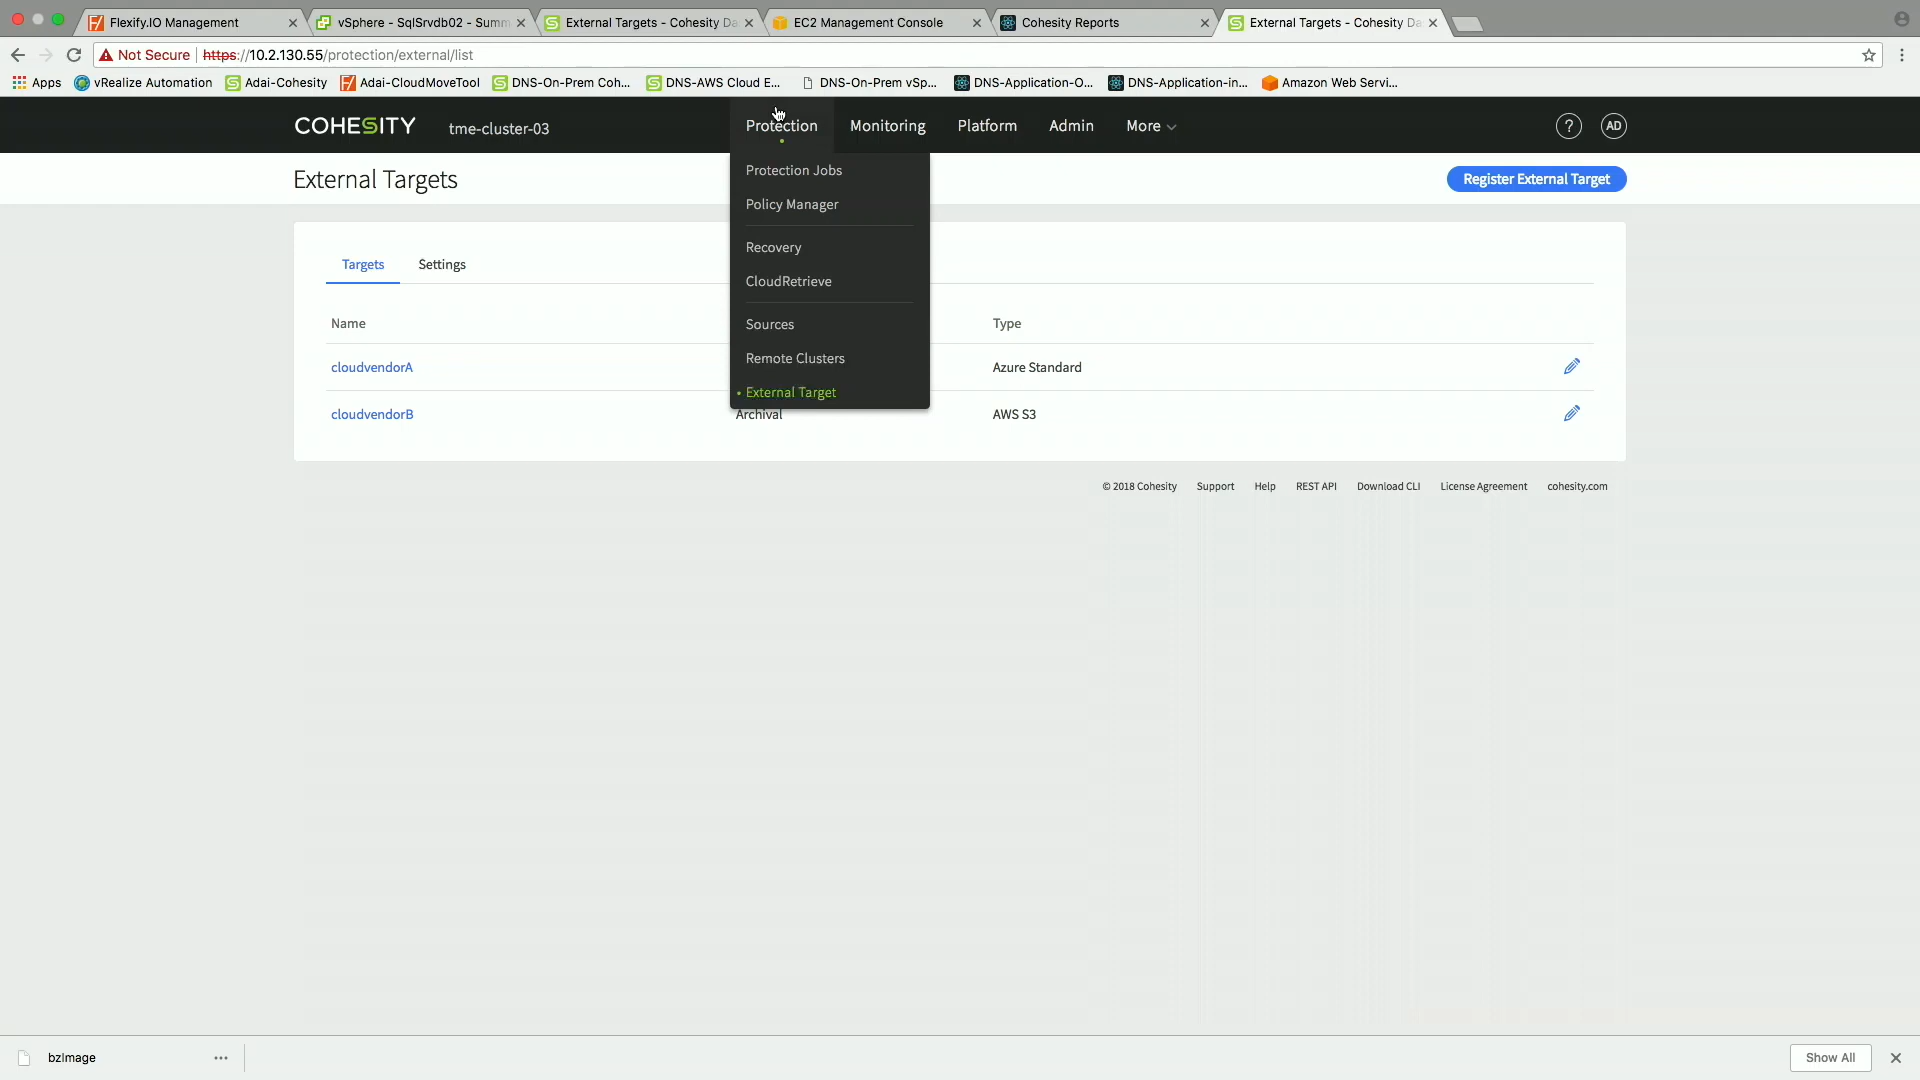 Flexify.IO Management
vSphere - SqlSrvdb02 - Summ
External Targets - Cohesity Da
EC2 Management Console
Cohesity Reports
External Targets - Cohesity Da
Not Secure
https://10.2.130.55/protection/external/list
Apps
vRealize Automation
Adai-Cohesity
Adai-CloudMoveTool
DNS-On-Prem Coh...
DNS-AWS Cloud E...
DNS-On-Prem vSp...
DNS-Application-O...
DNS-Application-in...
Amazon Web Servi...
COHESITY
tme-cluster-03
Protection
Monitoring
Platform
Admin
More
?
AD
External Targets
Register External Target
Protection Jobs
Policy Manager
Recovery
CloudRetrieve
Sources
Remote Clusters
External Target
Targets
Settings
Name
Type
cloudvendorA
Azure Standard
cloudvendorB
Archival
AWS S3
© 2018 Cohesity
Support
Help
REST API
Download CLI
License Agreement
cohesity.com
bzImage
Show All